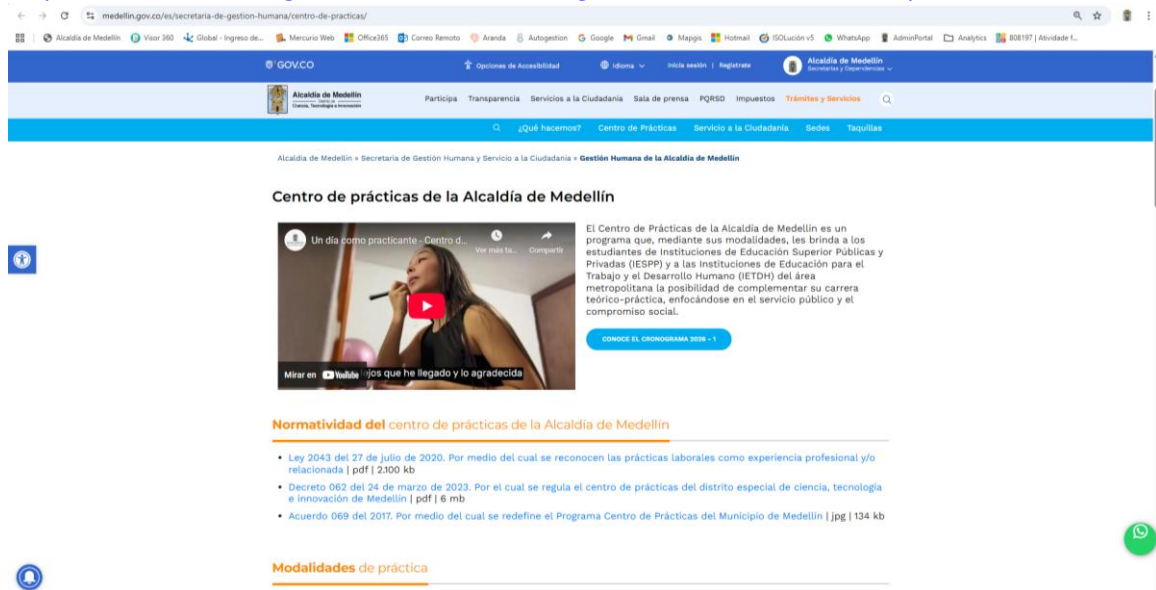 medellin.gov.co/es/secretaria-de-gestion-humana/centro-de-practicas/
Alcaldía de Medellín Visor 360 Global - Ingreso de... Mercurio Web Office365 Correo Remoto Aranda Autogestion Google Gmail Mapgis Hotmail ISOLución v5 WhatsApp AdminPortal Analytics 808197 | Atividade f...
GOV.CO Opciones de Accesibilidad Idioma Inicia sesión | Registrate Alcaldía de Medellín
Secretarías y Dependencias
Alcaldía de Medellín
Ciencia, Tecnología e Innovación
Participa Transparencia Servicios a la Ciudadanía Sala de prensa PQRSD Impuestos Trámites y Servicios
¿Qué hacemos? Centro de Prácticas Servicio a la Ciudadanía Sedes Taquillas
Alcaldía de Medellín » Secretaría de Gestión Humana y Servicio a la Ciudadanía » Gestión Humana de la Alcaldía de Medellín
Centro de prácticas de la Alcaldía de Medellín
Un día como practicante - Centro d...
Ver más ta... Compartir
Mirar en YouTube
jos que he llegado y lo agradecida
El Centro de Prácticas de la Alcaldía de Medellín es un
programa que, mediante sus modalidades, les brinda a los
estudiantes de Instituciones de Educación Superior Públicas y
Privadas (IESPP) y a las Instituciones de Educación para el
Trabajo y el Desarrollo Humano (IETDH) del área
metropolitana la posibilidad de complementar su carrera
teórico-práctica, enfocándose en el servicio público y el
compromiso social.
CONOCE EL CRONOGRAMA 2026 - 1
Normatividad del centro de prácticas de la Alcaldía de Medellín
• Ley 2043 del 27 de julio de 2020. Por medio del cual se reconocen las prácticas laborales como experiencia profesional y/o
relacionada | pdf | 2.100 kb
• Decreto 062 del 24 de marzo de 2023. Por el cual se regula el centro de prácticas del distrito especial de ciencia, tecnología
e innovación de Medellín | pdf | 6 mb
• Acuerdo 069 del 2017. Por medio del cual se redefine el Programa Centro de Prácticas del Municipio de Medellín | jpg | 134 kb
Modalidades de práctica